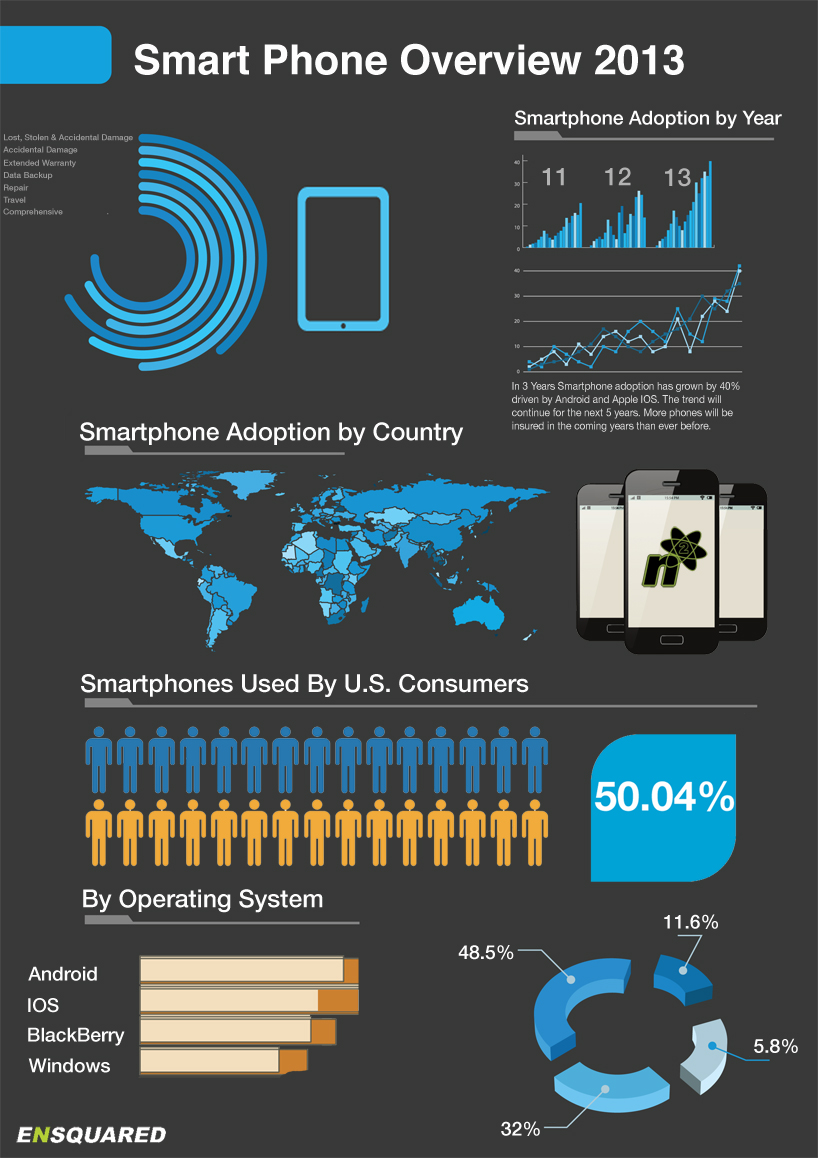 Smart Phone Overview 2013
Lost, Stolen & Accidental Damage
Accidental Damage
Extended Warranty
Data Backup
Repair
Travel
Comprehensive
Smartphone Adoption by Year
40
30
20
10
0
11
12
13
40
30
20
10
0
In 3 Years Smartphone adoption has grown by 40%
driven by Android and Apple IOS. The trend will
continue for the next 5 years. More phones will be
insured in the coming years than ever before.
Smartphone Adoption by Country
n2
Smartphones Used By U.S. Consumers
50.04%
By Operating System
Android
IOS
BlackBerry
Windows
48.5%
11.6%
5.8%
32%
ENSQUARED